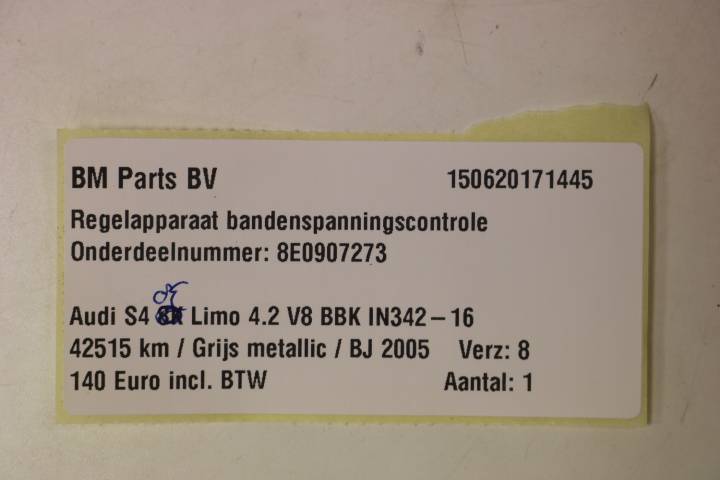 BM Parts BV 150620171445
Regelapparaat bandenspanningscontrole
Onderdeelnummer: 8E0907273
Audi S4 Limo 4.2 V8 BBK IN342-16
42515 km / Grijs metallic / BJ 2005 Verz: 8
140 Euro incl. BTW Aantal: 1